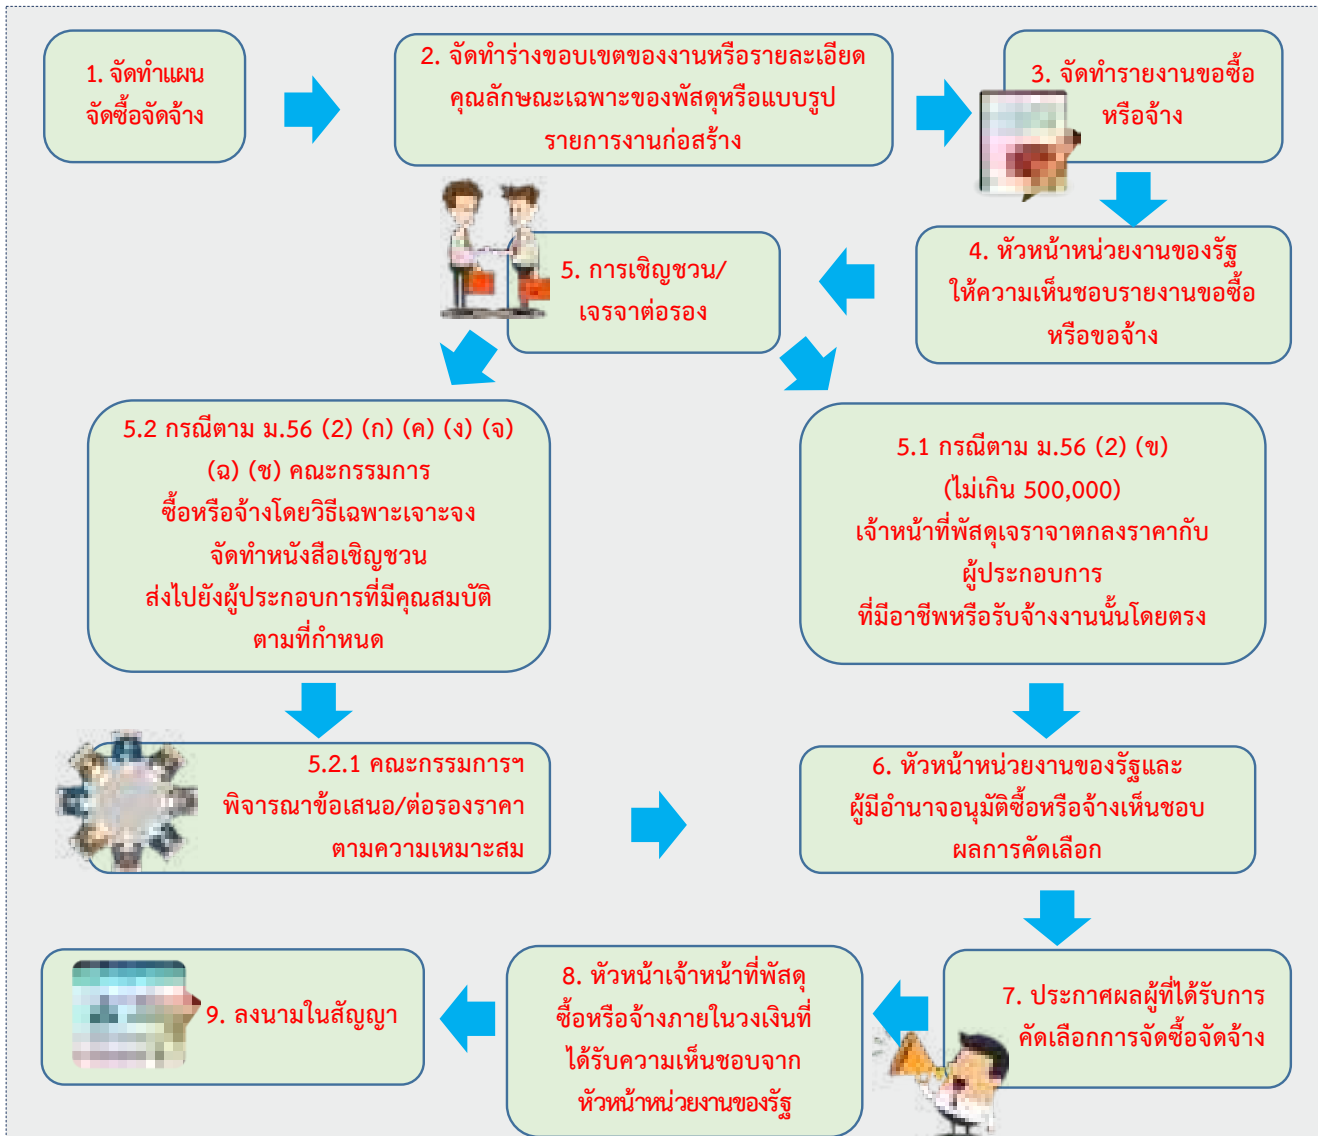 1. จัดทำแผน
จัดซื้อจัดจ้าง
2. จัดทำร่างขอบเขตของงานหรือรายละเอียด
คุณลักษณะเฉพาะของพัสดุหรือแบบรูป
รายการงานก่อสร้าง
3. จัดทำรายงานขอซื้อ
หรือจ้าง
4. หัวหน้าหน่วยงานของรัฐ
ให้ความเห็นชอบรายงานขอซื้อ
หรือขอจ้าง
5. การเชิญชวน/
เจรจาต่อรอง
5.2 กรณีตาม ม.56 (2) (ก) (ค) (ง) (จ)
(ฉ) (ช) คณะกรรมการ
ซื้อหรือจ้างโดยวิธีเฉพาะเจาะจง
จัดทำหนังสือเชิญชวน
ส่งไปยังผู้ประกอบการที่มีคุณสมบัติ
ตามที่กำหนด
5.1 กรณีตาม ม.56 (2) (ข)
(ไม่เกิน 500,000)
เจ้าหน้าที่พัสดุเจราจาตกลงราคากับ
ผู้ประกอบการ
ที่มีอาชีพหรือรับจ้างงานนั้นโดยตรง
5.2.1 คณะกรรมการฯ
พิจารณาข้อเสนอ/ต่อรองราคา
ตามความเหมาะสม
6. หัวหน้าหน่วยงานของรัฐและ
ผู้มีอำนาจอนุมัติซื้อหรือจ้างเห็นชอบ
ผลการคัดเลือก
7. ประกาศผลผู้ที่ได้รับการ
คัดเลือกการจัดซื้อจัดจ้าง
8. หัวหน้าเจ้าหน้าที่พัสดุ
ซื้อหรือจ้างภายในวงเงินที่
ได้รับความเห็นชอบจาก
หัวหน้าหน่วยงานของรัฐ
9. ลงนามในสัญญา